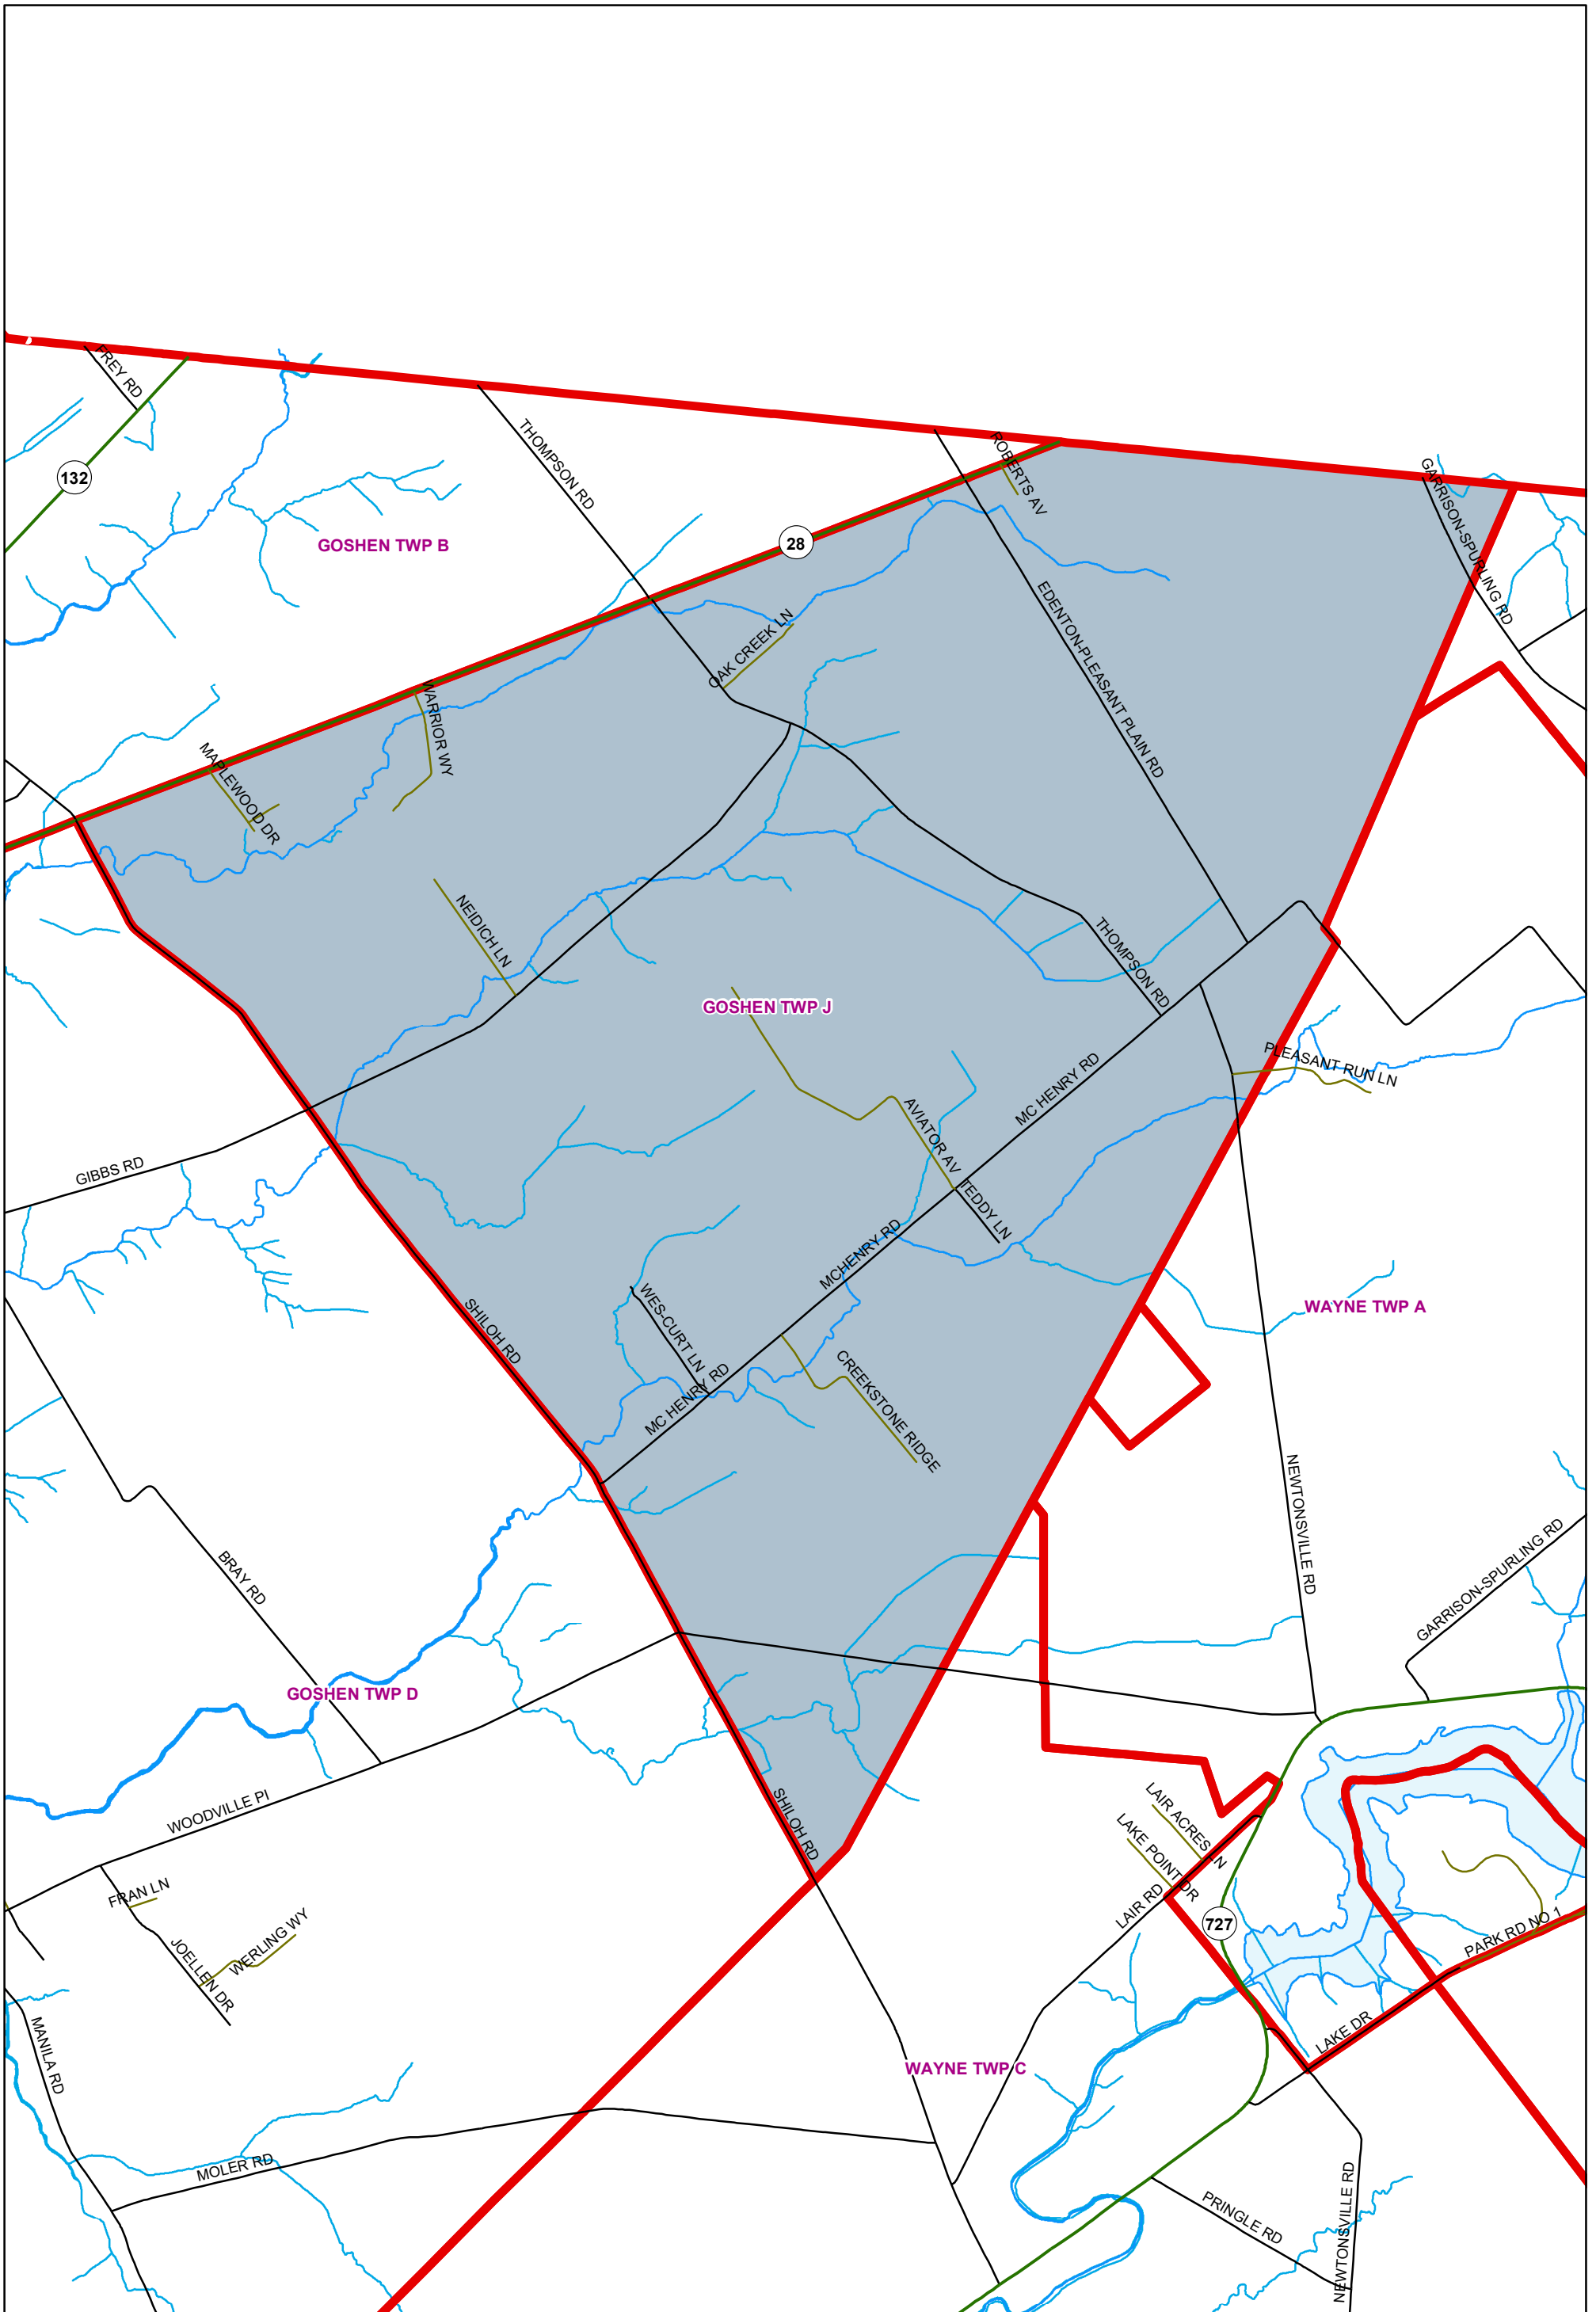 FREY RD
THOMPSON RD
ROBERTS AV
GARRISON-SPURLING RD
132
GOSHEN TWP B
28
EDENTON-PLEASANT PLAIN RD
OAK CREEK LN
WARRIOR WY
MAPLEWOOD DR
NEIDICH LN
THOMPSON RD
GOSHEN TWP J
PLEASANT RUN LN
MC HENRY RD
AVIATOR AV
GIBBS RD
TEDDY LN
MCHENRY RD
WAYNE TWP A
SHILOH RD
WES-CURT LN
MC HENRY RD
CREEKSTONE RIDGE
NEWTONSVILLE RD
GARRISON-SPURLING RD
BRAY RD
GOSHEN TWP D
WOODVILLE PI
SHILOH RD
LAIR ACRES LN
LAKE POINT DR
LAIR RD
727
PARK RD NO 1
FRAN LN
WERLING WY
JOELLEN DR
LAKE DR
MANILA RD
WAYNE TWP C
MOLER RD
PRINGLE RD
NEWTONSVILLE RD